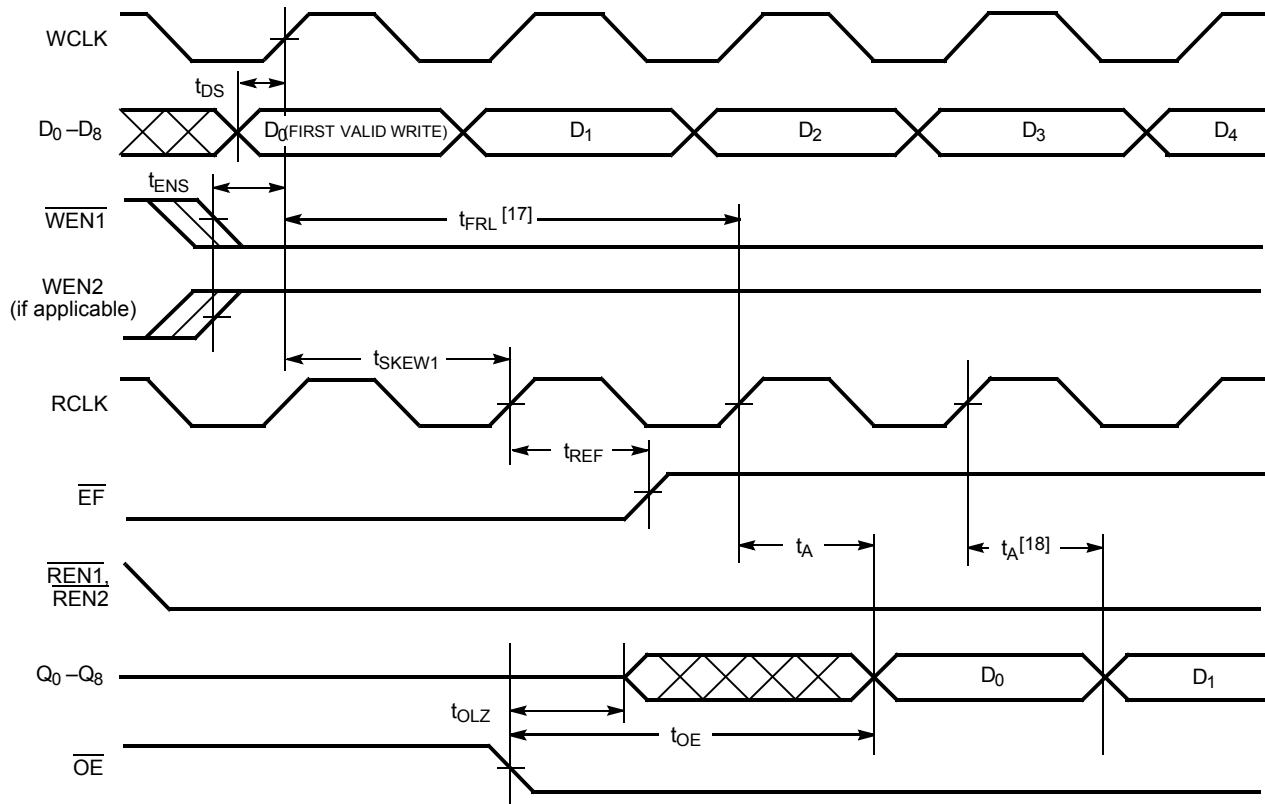 WCLK
tDS
D0 –D8
D0(FIRST VALID WRITE)
D1
D2
D3
D4
tENS
WEN1
tFRL [17]
WEN2
(if applicable)
tSKEW1
RCLK
tREF
EF
tA
tA[18]
REN1,
REN2
Q0 –Q8
D0
D1
tOLZ
tOE
OE